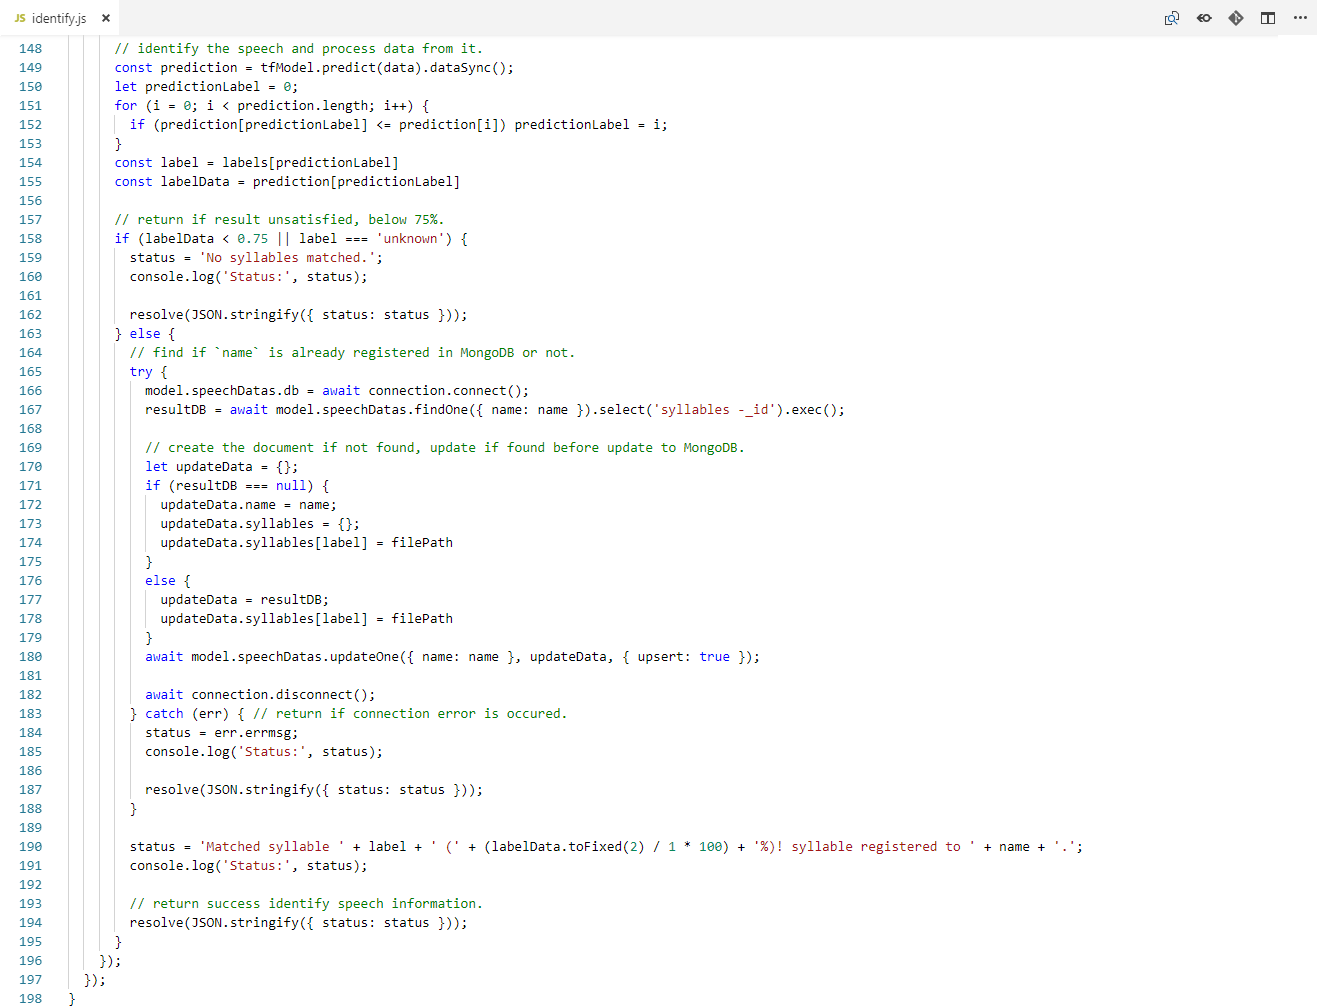 JS identify.js ×
148 // identify the speech and process data from it.
149 const prediction = tfModel.predict(data).dataSync();
150 let predictionLabel = 0;
151 for (i = 0; i < prediction.length; i++) {
152 if (prediction[predictionLabel] <= prediction[i]) predictionLabel = i;
153 }
154 const label = labels[predictionLabel]
155 const labelData = prediction[predictionLabel]
156
157 // return if result unsatisfied, below 75%.
158 if (labelData < 0.75 || label === 'unknown') {
159 status = 'No syllables matched.';
160 console.log('Status:', status);
161
162 resolve(JSON.stringify({ status: status }));
163 } else {
164 // find if `name` is already registered in MongoDB or not.
165 try {
166 model.speechDatas.db = await connection.connect();
167 resultDB = await model.speechDatas.findOne({ name: name }).select('syllables -_id').exec();
168
169 // create the document if not found, update if found before update to MongoDB.
170 let updateData = {};
171 if (resultDB === null) {
172 updateData.name = name;
173 updateData.syllables = {};
174 updateData.syllables[label] = filePath
175 }
176 else {
177 updateData = resultDB;
178 updateData.syllables[label] = filePath
179 }
180 await model.speechDatas.updateOne({ name: name }, updateData, { upsert: true });
181
182 await connection.disconnect();
183 } catch (err) { // return if connection error is occured.
184 status = err.errmsg;
185 console.log('Status:', status);
186
187 resolve(JSON.stringify({ status: status }));
188 }
189
190 status = 'Matched syllable ' + label + ' (' + (labelData.toFixed(2) / 1 * 100) + '%)! syllable registered to ' + name + '.';
191 console.log('Status:', status);
192
193 // return success identify speech information.
194 resolve(JSON.stringify({ status: status }));
195 }
196 });
197 });
198 }